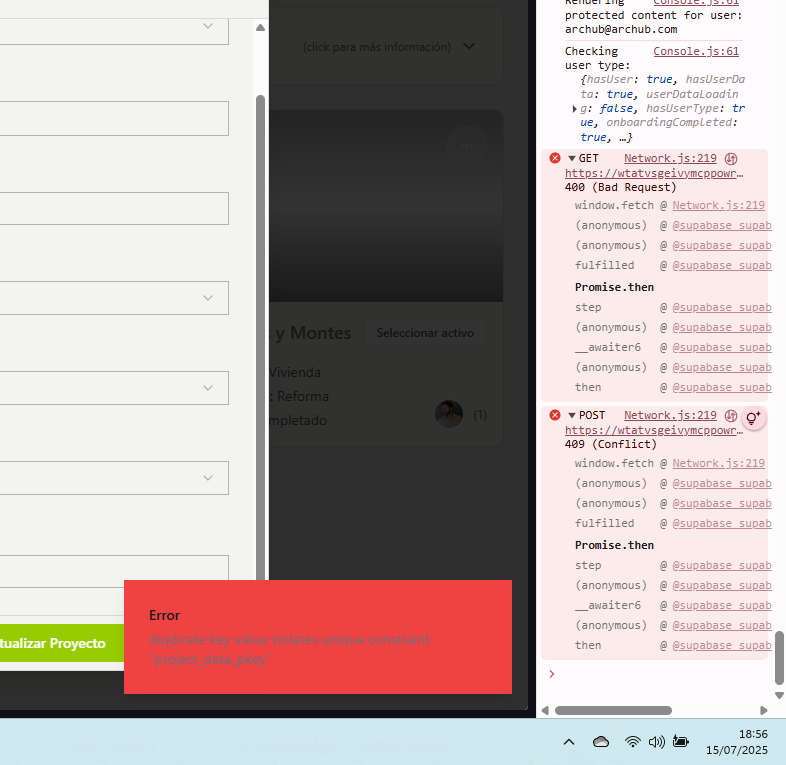 (click para más información)
s y Montes
Seleccionar activo
Vivienda
: Reforma
mpletado
(1)
tualizar Proyecto
Error
duplicate key value violates unique constraint
"project_data_pkey"
Rendering Console.js:61
protected content for user:
archub@archub.com
Checking Console.js:61
user type:
{hasUser: true, hasUserDa
ta: true, userDataLoadin
g: false, hasUserType: tr
ue, onboardingCompleted:
true, …}
GET Network.js:219
https://wtatvsgeivymcppowr…
400 (Bad Request)
window.fetch @ Network.js:219
(anonymous) @ @supabase_supab
(anonymous) @ @supabase_supab
fulfilled @ @supabase_supab
Promise.then
step @ @supabase_supab
(anonymous) @ @supabase_supab
__awaiter6 @ @supabase_supab
(anonymous) @ @supabase_supab
then @ @supabase_supab
POST Network.js:219
https://wtatvsgeivymcppowr…
409 (Conflict)
window.fetch @ Network.js:219
(anonymous) @ @supabase_supab
(anonymous) @ @supabase_supab
fulfilled @ @supabase_supab
Promise.then
step @ @supabase_supab
(anonymous) @ @supabase_supab
__awaiter6 @ @supabase_supab
(anonymous) @ @supabase_supab
then @ @supabase_supab
18:56
15/07/2025